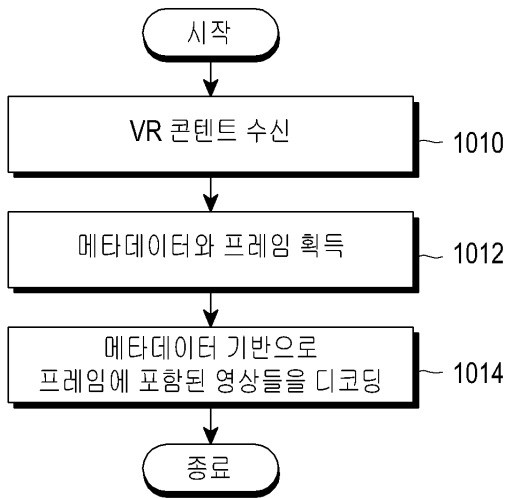 시작
VR 콘텐트 수신
1010
메타데이터와 프레임 획득
1012
메타데이터 기반으로
프레임에 포함된 영상들을 디코딩
1014
종료